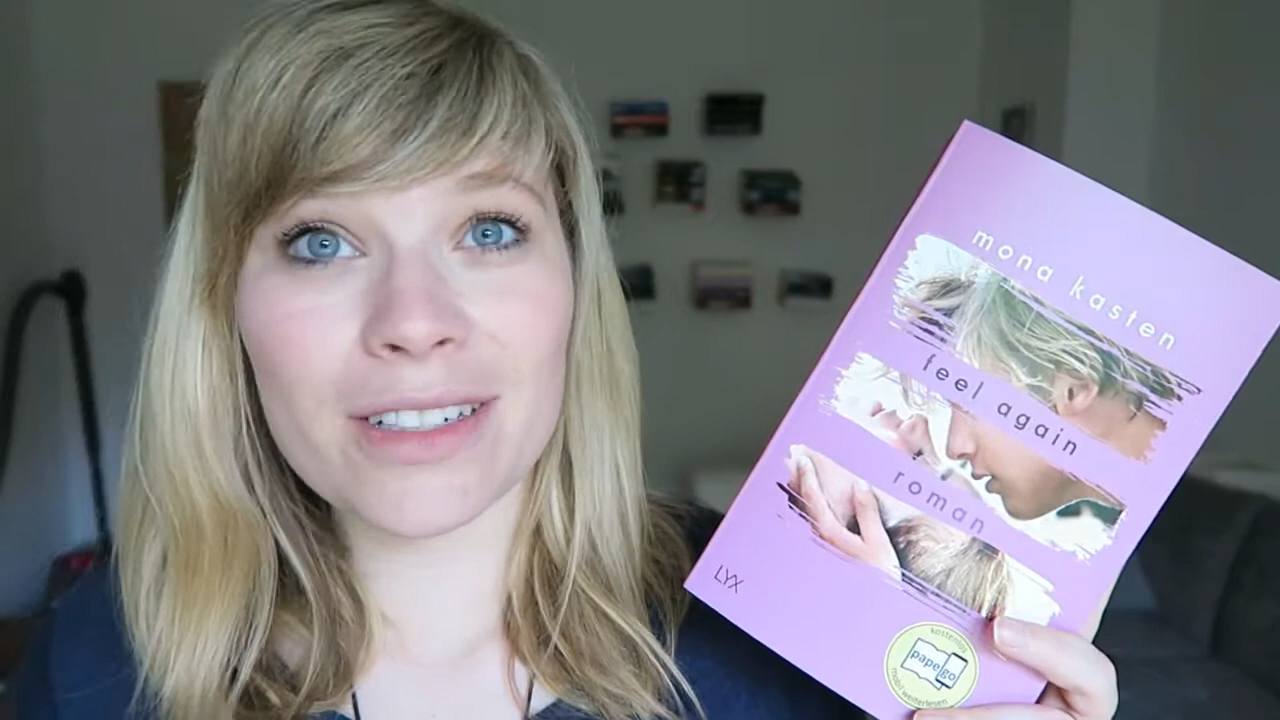 mona kasten
feel again
roman
LYX
kostenlos
papego
mobil weiterlesen